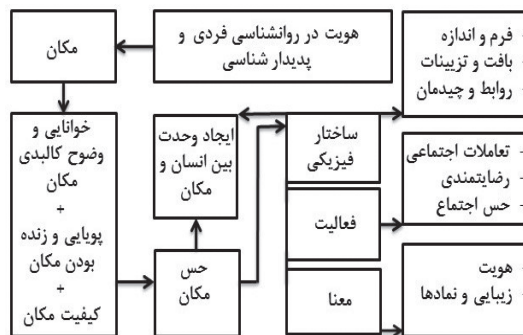 هویت در روانشناسی فردی و
پدیدار شناسی
مکان
خوانایی و
وضوح کالبدی
مکان
+
پویایی و زنده
بودن مکان
+
کیفیت مکان
حس
مکان
ایجاد وحدت
بین انسان و
مکان
ساختار
فیزیکی
فعالیت
معنا
- فرم و اندازه
- بافت و تزیینات
- روابط و چیدمان
- تعاملات اجتماعی
- رضایتمندی
- حس اجتماع
- هویت
- زیبایی و نمادها